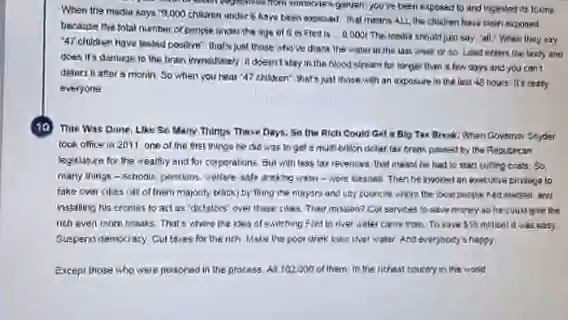 someone's garden, you've been exposed to and ingested its toxins.
When the media says "9,000 children under 6 have been exposed" that means ALL the children have been exposed
because the total number of people under the age of 6 in Flint is 9,000! The media should just say "all." When they say
"47 children have tested positive" that's just those who've drank the water in the last week or so. Lead enters the body and
does it's damage to the brain immediately. It doesn't stay in the blood stream for longer than a few days and you can't
detect it after a month. So when you hear "47 children" that's just those with an exposure in the last 48 hours. It's really
everyone.
10 This Was Done, Like So Many Things These Days, So the Rich Could Get a Big Tax Break. When Governor Snyder
took office in 2011, one of the first things he did was to get a multi-billion dollar tax break passed by the Republican
legislature for the wealthy and for corporations. But with less tax revenues, that meant he had to start cutting costs. So,
many things – schools, pensions, welfare, safe drinking water – were slashed. Then he invoked an executive privilege to
take over cities (all of them majority black) by firing the mayors and city councils whom the local people had elected, and
installing his cronies to act as "dictators" over these cities. Their mission? Cut services to save money so he could give the
rich even more breaks. That's where the idea of switching Flint to river water came from. To save $15 million! It was easy.
Suspend democracy. Cut taxes for the rich. Make the poor drink toxic river water. And everybody's happy.
Except those who were poisoned in the process. All 102,000 of them. In the richest country in the world.